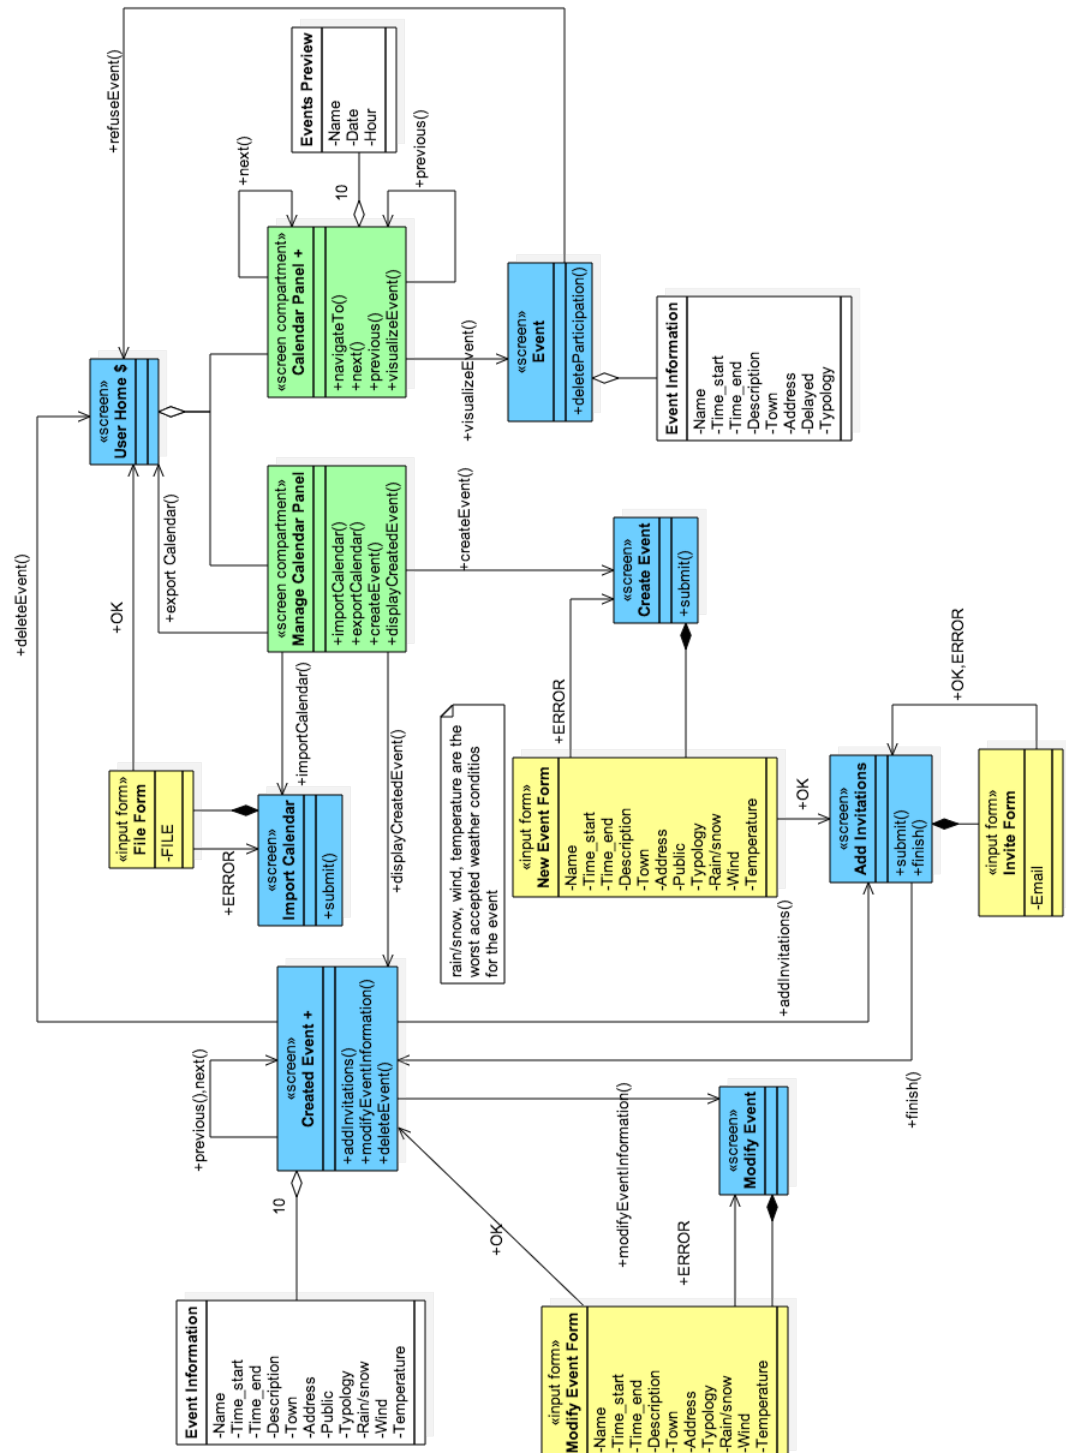 +refuseEvent()
Events Preview
-Name
-Date
-Hour
+next()
10
+previous()
«screen compartment»
Calendar Panel +
+navigateTo()
+next()
+previous()
+visualizeEvent()
«screen»
User Home $
+visualizeEvent()
«screen»
Event
+deleteParticipation()
Event Information
-Name
-Time_start
-Time_end
-Description
-Town
-Address
-Delayed
-Typology
+deleteEvent()
+OK
+export Calendar()
«screen compartment»
Manage Calendar Panel
+importCalendar()
+exportCalendar()
+createEvent()
+displayCreatedEvent()
+createEvent()
«screen»
Create Event
+submit()
«input form»
File Form
-FILE
+ERROR
+importCalendar()
«screen»
Import Calendar
+submit()
+displayCreatedEvent()
rain/snow, wind, temperature are the
worst accepted weather conditios
for the event
+ERROR
«input form»
New Event Form
-Name
-Time_start
-Time_end
-Description
-Town
-Address
-Public
-Typology
-Rain/snow
-Wind
-Temperature
+OK
+OK,ERROR
«screen»
Add Invitations
+submit()
+finish()
«input form»
Invite Form
-Email
+addInvitations()
+previous(),next()
«screen»
Created Event +
+addInvitations()
+modifyEventInformation()
+deleteEvent()
+finish()
10
+modifyEventInformation()
«screen»
Modify Event
+OK
+ERROR
Event Information
-Name
-Time_start
-Time_end
-Description
-Town
-Address
-Public
-Typology
-Rain/snow
-Wind
-Temperature
«input form»
Modify Event Form
-Name
-Time_start
-Time_end
-Description
-Town
-Address
-Typology
-Rain/snow
-Wind
-Temperature